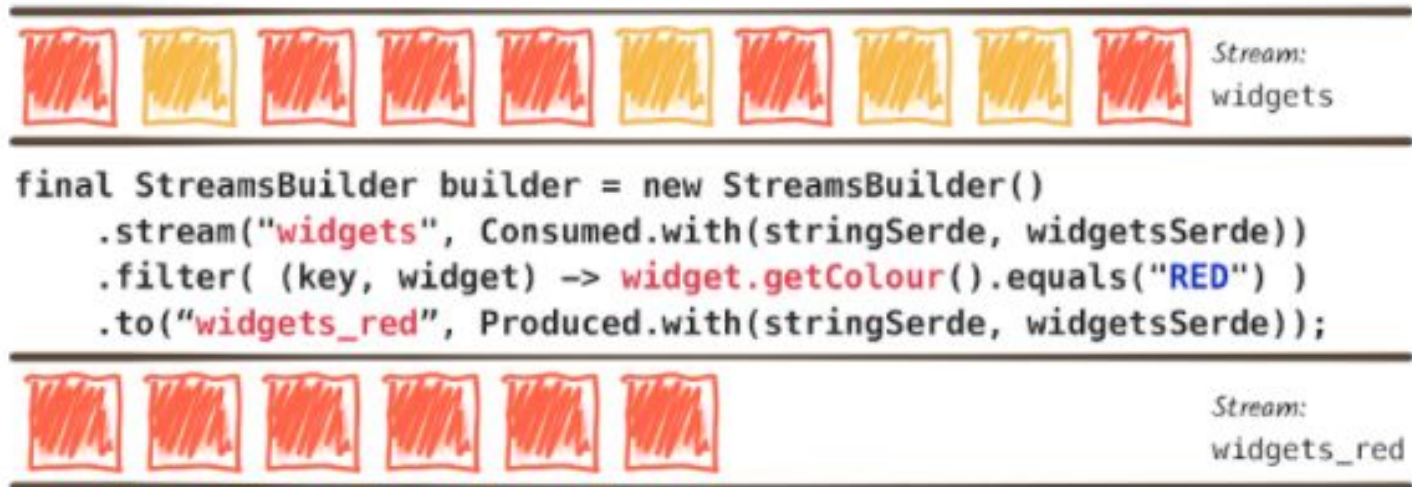 Stream:
widgets
final StreamsBuilder builder = new StreamsBuilder()
    .stream("widgets", Consumed.with(stringSerde, widgetsSerde))
    .filter( (key, widget) -> widget.getColour().equals("RED") )
    .to(“widgets_red”, Produced.with(stringSerde, widgetsSerde));
Stream:
widgets_red